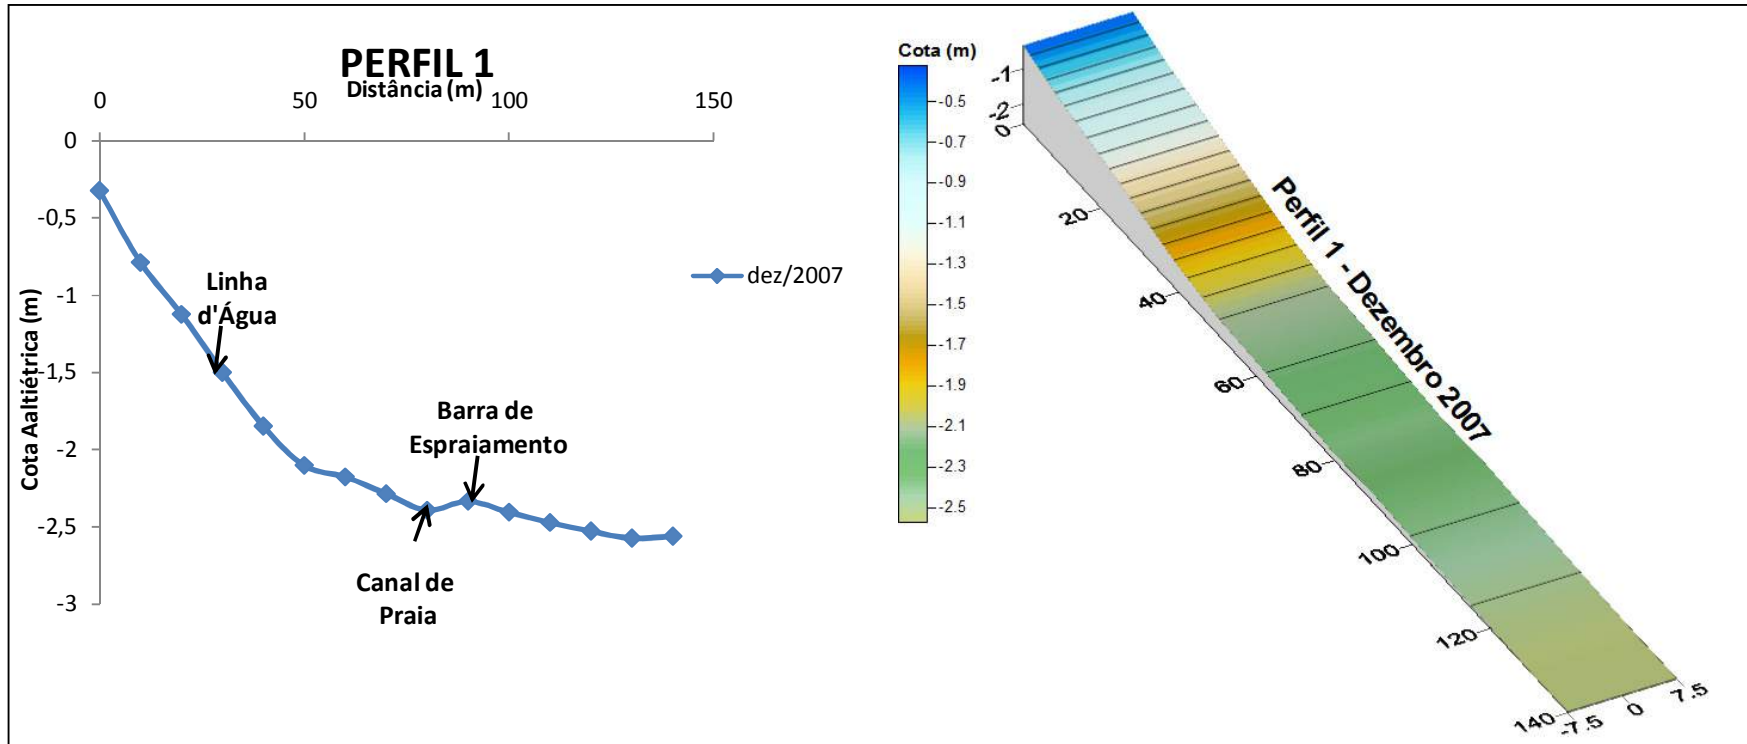 PERFIL 1
Distância (m)
0 50 100 150
0
-0,5
-1
-1,5
-2
-2,5
-3
Cota Aaltiétrica (m)
Linha
d'Água
Barra de
Espraiamento
Canal de
Praia
dez/2007
Cota (m)
-0.5
-0.7
-0.9
-1.1
-1.3
-1.5
-1.7
-1.9
-2.1
-2.3
-2.5
-1
-2
0
20
40
60
80
100
120
140
-7.5 0 7.5
Perfil 1 - Dezembro 2007